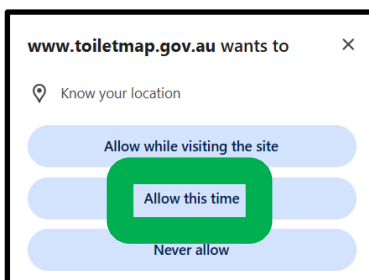 www.toiletmap.gov.au wants to
Know your location
Allow while visiting the site
Allow this time
Never allow